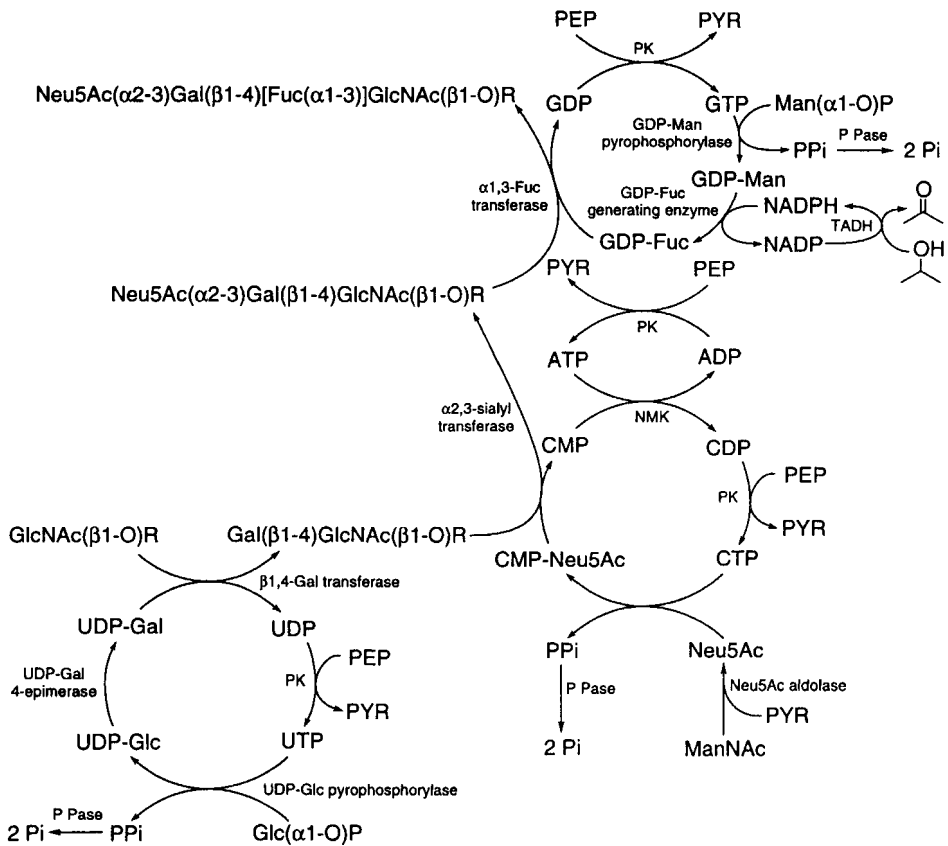 PEP
PYR
PK
Neu5Ac(α2-3)Gal(β1-4)[Fuc(α1-3)]GlcNAc(β1-O)R
GDP
GTP
Man(α1-O)P
GDP-Man
pyrophosphorylase
PPi
P Pase
2 Pi
GDP-Man
α1,3-Fuc
transferase
GDP-Fuc
generating enzyme
NADPH
O
TADH
GDP-Fuc
NADP
OH
Neu5Ac(α2-3)Gal(β1-4)GlcNAc(β1-O)R
PYR
PEP
PK
ATP
ADP
α2,3-sialyl
transferase
NMK
CMP
CDP
PEP
PK
PYR
GlcNAc(β1-O)R
Gal(β1-4)GlcNAc(β1-O)R
CMP-Neu5Ac
CTP
β1,4-Gal transferase
UDP-Gal
UDP
PPi
Neu5Ac
UDP-Gal
4-epimerase
PK
PEP
PYR
P Pase
Neu5Ac aldolase
PYR
UDP-Glc
UTP
2 Pi
ManNAc
UDP-Glc pyrophosphorylase
2 Pi
P Pase
PPi
Glc(α1-O)P